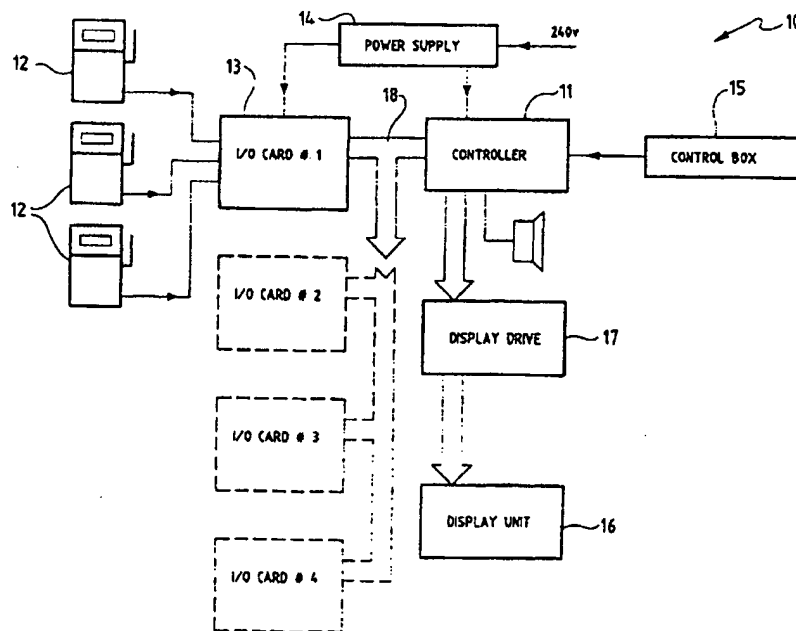 14
10
12
POWER SUPPLY
240v
13
18
11
15
I/O CARD # 1
CONTROLLER
CONTROL BOX
12
12
I/O CARD # 2
DISPLAY DRIVE
17
I/O CARD # 3
DISPLAY UNIT
16
I/O CARD # 4